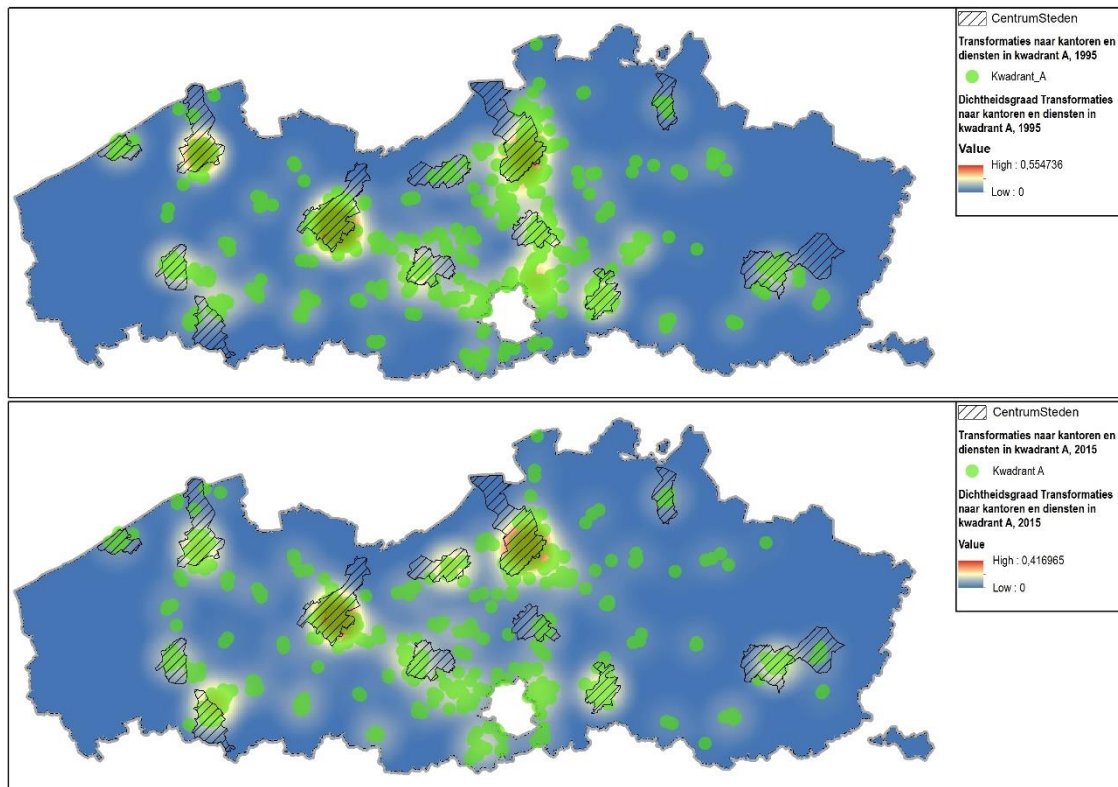 CentrumSteden
Transformaties naar kantoren en
diensten in kwadrant A, 1995
Kwadrant_A
Dichtheidsgraad Transformaties
naar kantoren en diensten in
kwadrant A, 1995
Value
High : 0,554736
Low : 0
CentrumSteden
Transformaties naar kantoren en
diensten in kwadrant A, 2015
Kwadrant A
Dichtheidsgraad Transformaties
naar kantoren en diensten in
kwadrant A, 2015
Value
High : 0,416965
Low : 0